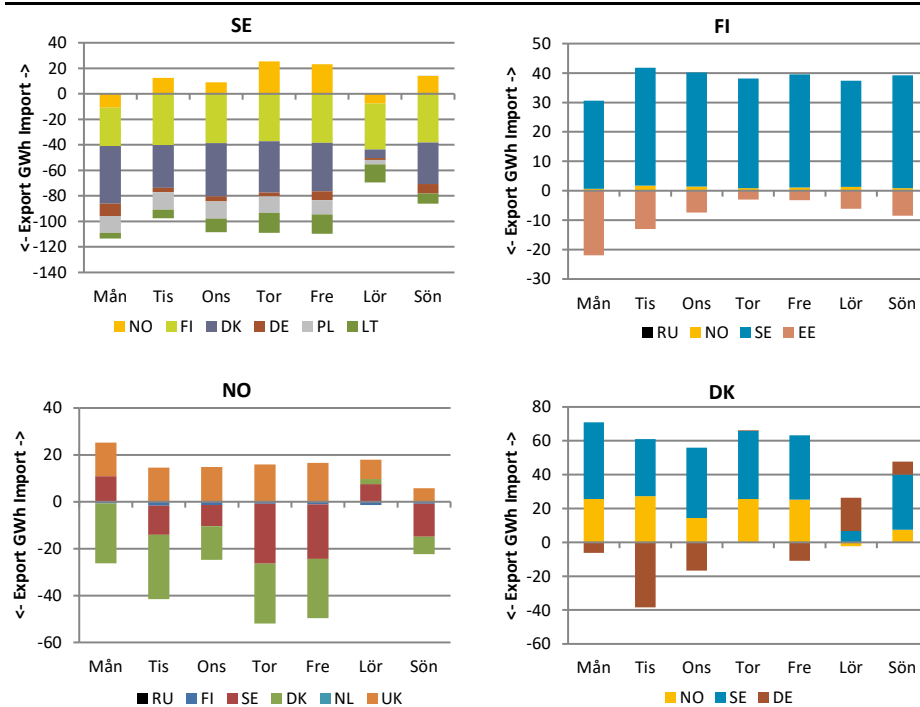 SE
<- Export GWh Import ->
40
20
0
-20
-40
-60
-80
-100
-120
-140
Mån Tis Ons Tor Fre Lör Sön
NO FI DK DE PL LT
FI
<- Export GWh Import ->
50
40
30
20
10
0
-10
-20
-30
Mån Tis Ons Tor Fre Lör Sön
RU NO SE EE
NO
<- Export GWh Import ->
40
20
0
-20
-40
-60
Mån Tis Ons Tor Fre Lör Sön
RU FI SE DK NL UK
DK
<- Export GWh Import ->
80
60
40
20
0
-20
-40
-60
Mån Tis Ons Tor Fre Lör Sön
NO SE DE